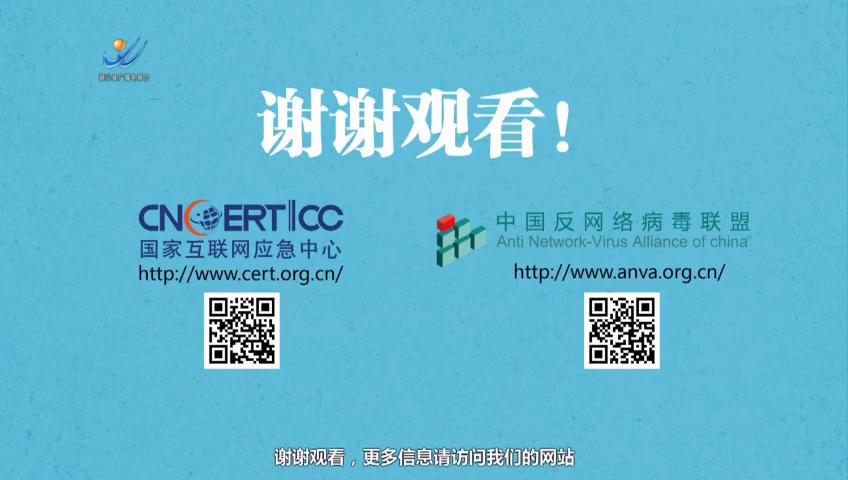 谢谢观看!
CNCERT/CC
中国反网络病毒联盟
国家互联网应急中心
Anti Network-Virus Alliance of china
http://www.cert.org.cn/
http://www.anva.org.cn/
谢谢观看，更多信息请访问我们的网站